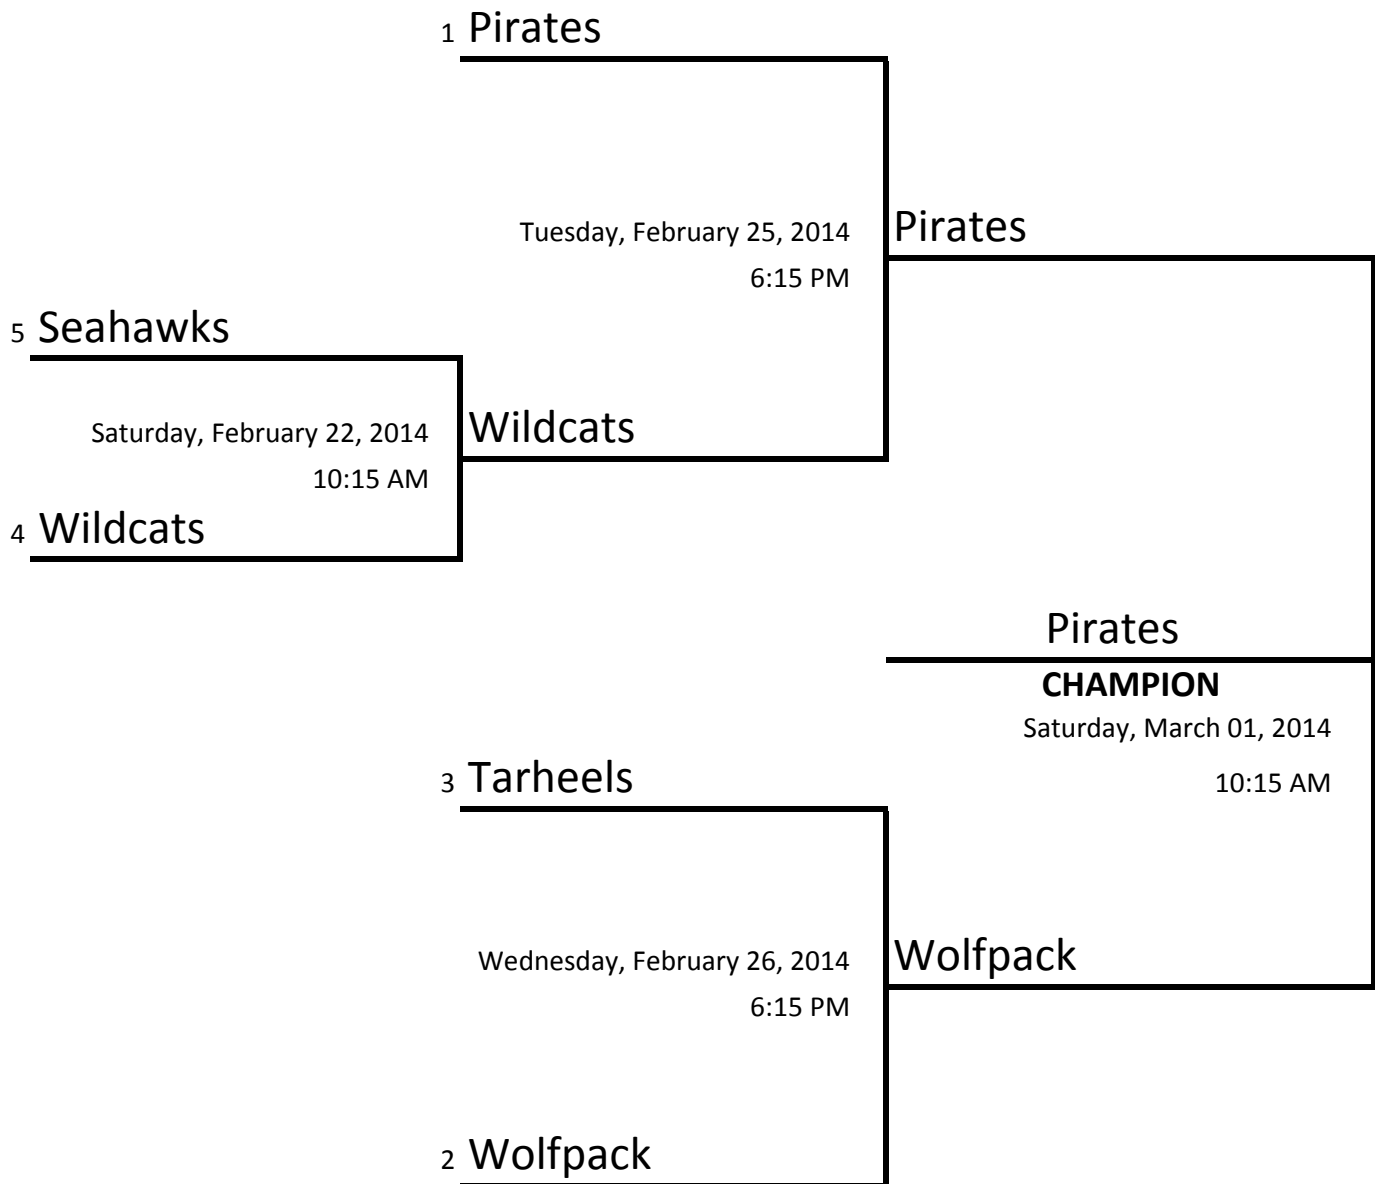 1 Pirates
Tuesday, February 25, 2014
6:15 PM
Pirates
5 Seahawks
Saturday, February 22, 2014
10:15 AM
Wildcats
4 Wildcats
Pirates
CHAMPION
Saturday, March 01, 2014
10:15 AM
3 Tarheels
Wednesday, February 26, 2014
6:15 PM
Wolfpack
2 Wolfpack